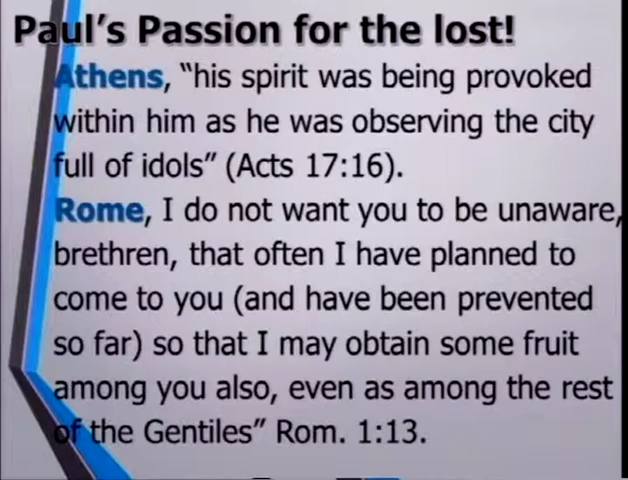 Paul's Passion for the lost!
Athens, “his spirit was being provoked
within him as he was observing the city
full of idols” (Acts 17:16).
Rome, I do not want you to be unaware,
brethren, that often I have planned to
come to you (and have been prevented
so far) so that I may obtain some fruit
among you also, even as among the rest
of the Gentiles” Rom. 1:13.